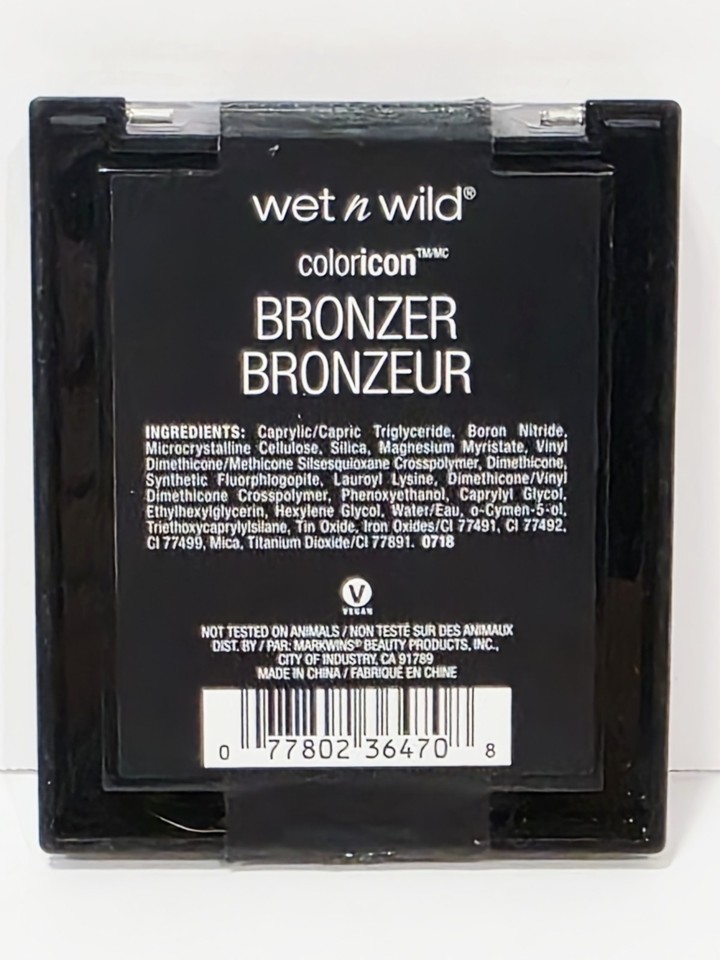 wet n wild®
coloricon™/MC
BRONZER
BRONZEUR
INGREDIENTS: Caprylic/Capric Triglyceride, Boron Nitride,
Microcrystalline Cellulose, Silica, Magnesium Myristate, Vinyl
Dimethicone/Methicone Silsesquioxane Crosspolymer, Dimethicone,
Synthetic Fluorphlogopite, Lauroyl Lysine, Dimethicone/Vinyl
Dimethicone Crosspolymer, Phenoxyethanol, Caprylyl Glycol,
Ethylhexylglycerin, Hexylene Glycol, Water/Eau, o-Cymen-5-ol,
Triethoxycaprylylsilane, Tin Oxide, Iron Oxides/CI 77491, CI 77492,
CI 77499, Mica, Titanium Dioxide/CI 77891. 0718
V
VEGAN
NOT TESTED ON ANIMALS / NON TESTÉ SUR DES ANIMAUX
DIST. BY / PAR: MARKWINS® BEAUTY PRODUCTS, INC.,
CITY OF INDUSTRY, CA 91789
MADE IN CHINA / FABRIQUÉ EN CHINE
0 77802 36470 8